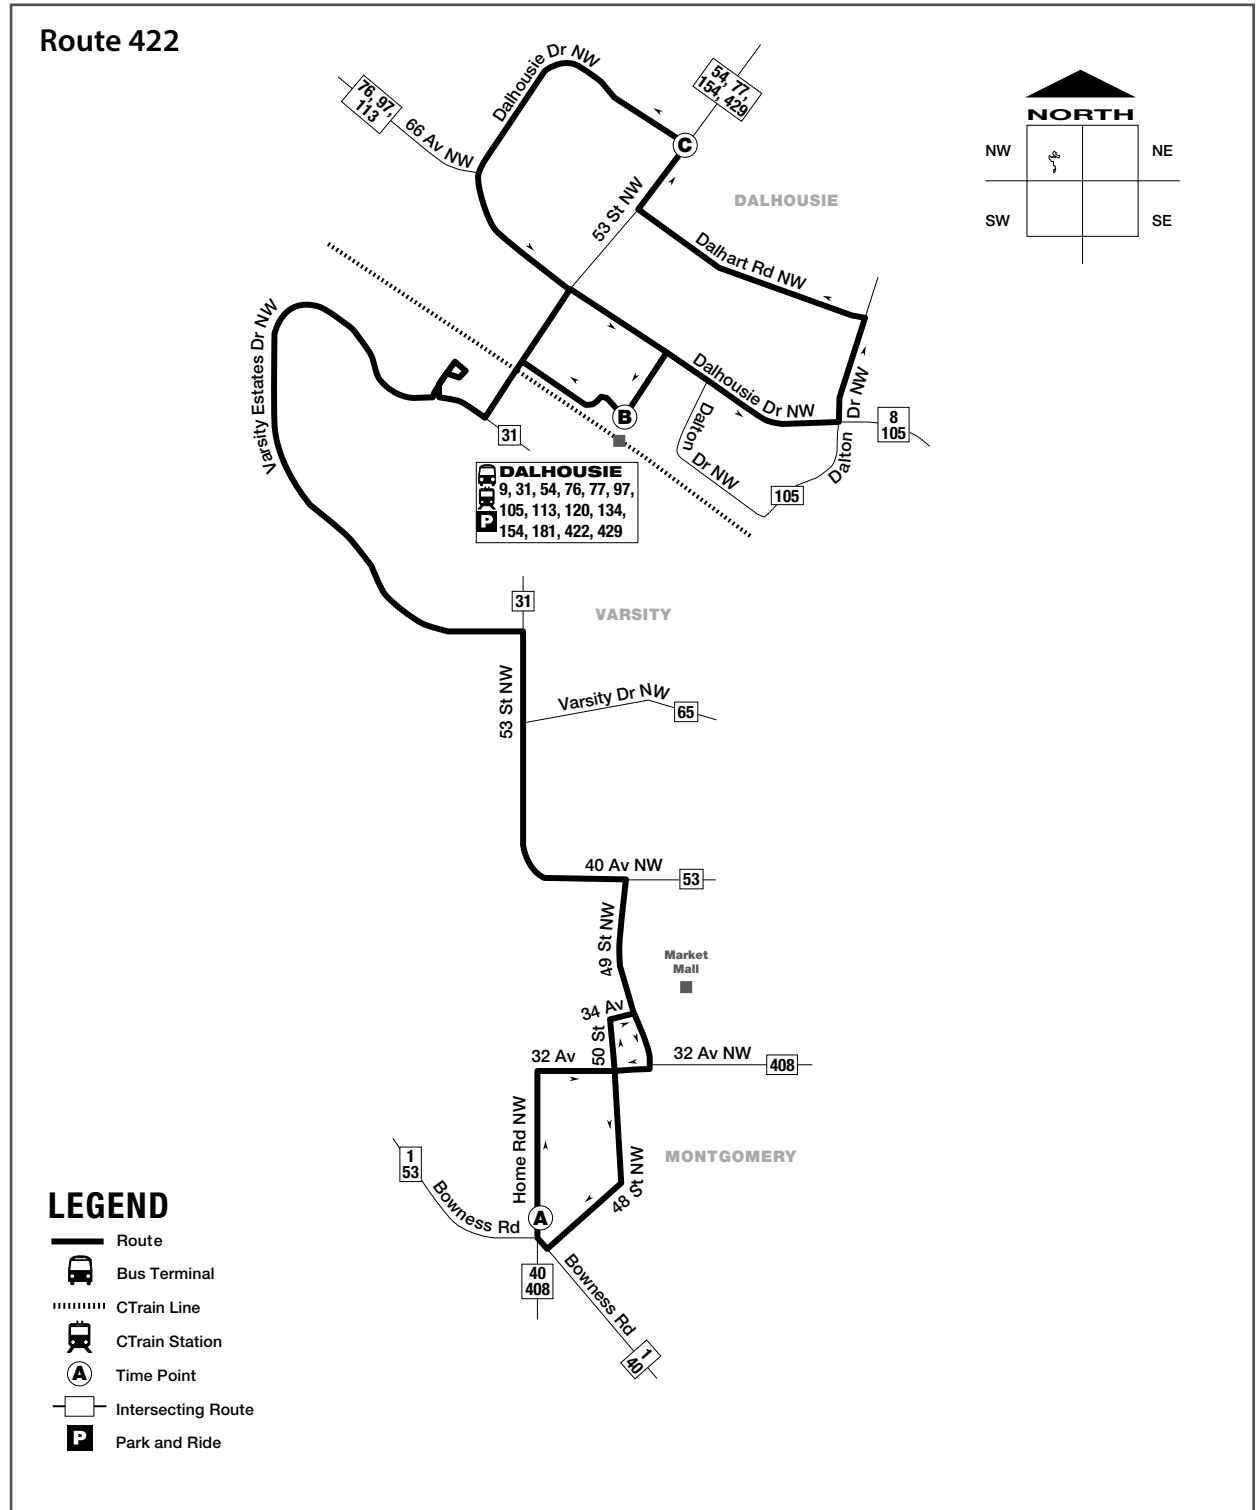 Route 422
Dalhousie Dr NW
54, 77,
154, 429
76, 97,
113
66 Av NW
C
NORTH
NW
NE
SW
SE
53 St NW
DALHOUSIE
Dalhart Rd NW
Varsity Estates Dr NW
Dalhousie Dr NW
Dalton
Dr NW
Dalton
Dr NW
8
105
B
31
105
DALHOUSIE
P
9, 31, 54, 76, 77, 97,
105, 113, 120, 134,
154, 181, 422, 429
31
VARSITY
53 St NW
Varsity Dr NW
65
40 Av NW
53
49 St NW
Market
Mall
34 Av
50 St
32 Av
32 Av NW
408
Home Rd NW
MONTGOMERY
48 St NW
1
53
Bowness Rd
A
40
408
Bowness Rd
1
40
LEGEND
Route
Bus Terminal
CTrain Line
CTrain Station
A
Time Point
Intersecting Route
P
Park and Ride